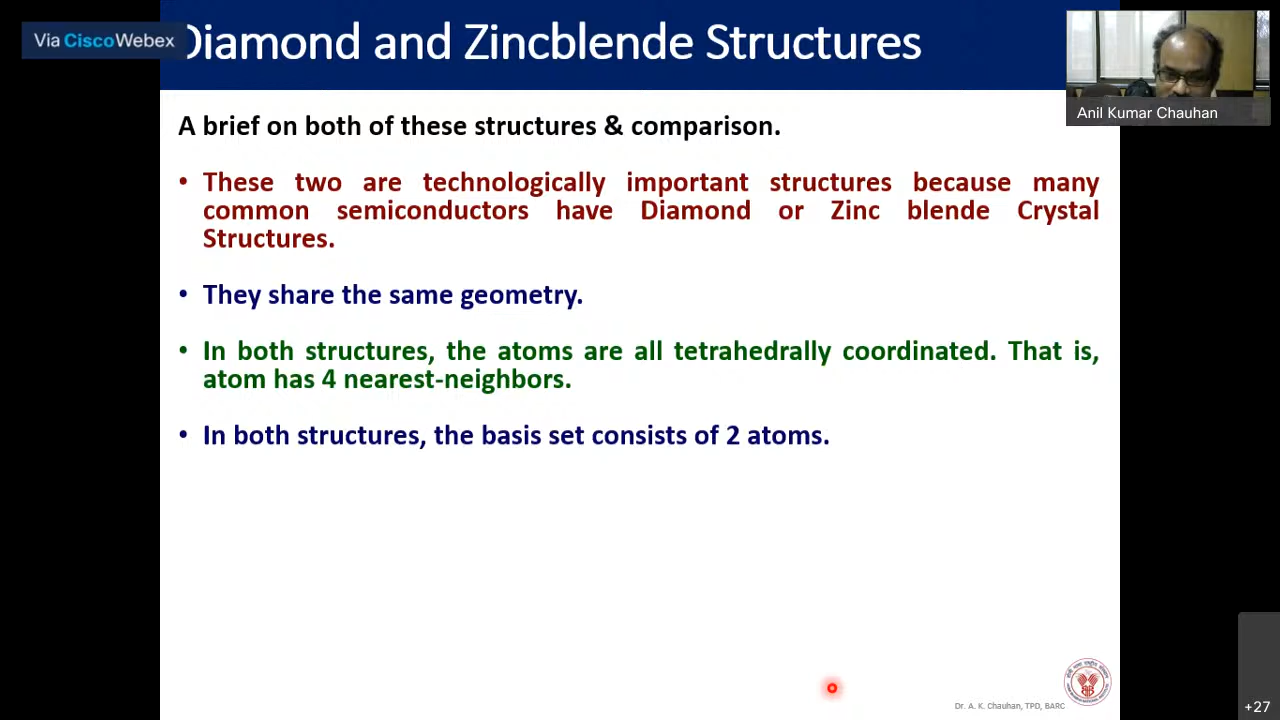 Via CiscoWebex
Diamond and Zincblende Structures
Anil Kumar Chauhan
A brief on both of these structures & comparison.
• These two are technologically important structures because many
common semiconductors have Diamond or Zinc blende Crystal
Structures.
• They share the same geometry.
• In both structures, the atoms are all tetrahedrally coordinated. That is,
atom has 4 nearest-neighbors.
• In both structures, the basis set consists of 2 atoms.
Dr. A. K. Chauhan, TPD, BARC
+27